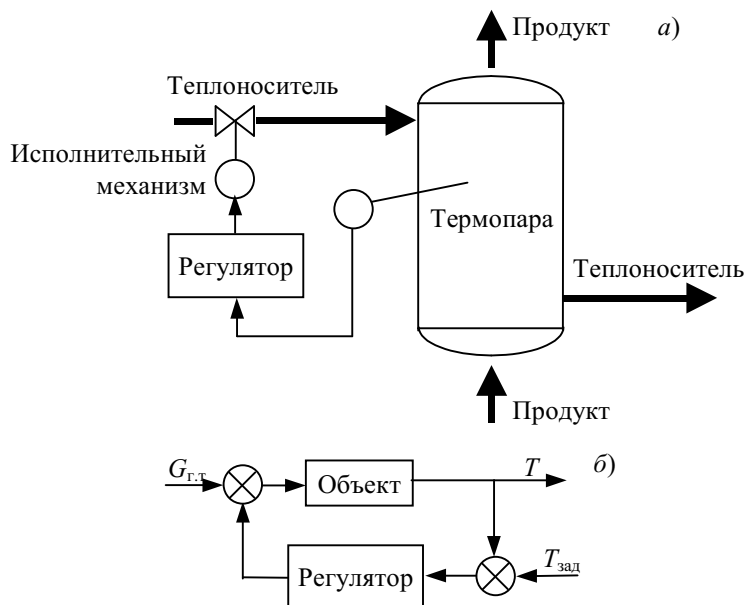 Продукт
а)
Теплоноситель
Исполнительный
механизм
Термопара
Регулятор
Теплоноситель
Продукт
Gг.т
T
б)
Объект
Tзад
Регулятор